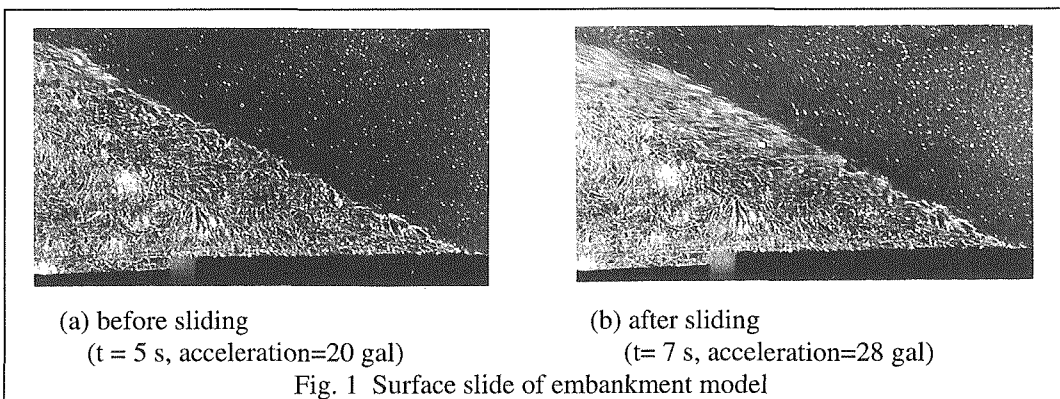 (a) before sliding
(t = 5 s, acceleration=20 gal)
(b) after sliding
(t= 7 s, acceleration=28 gal)
Fig. 1 Surface slide of embankment model